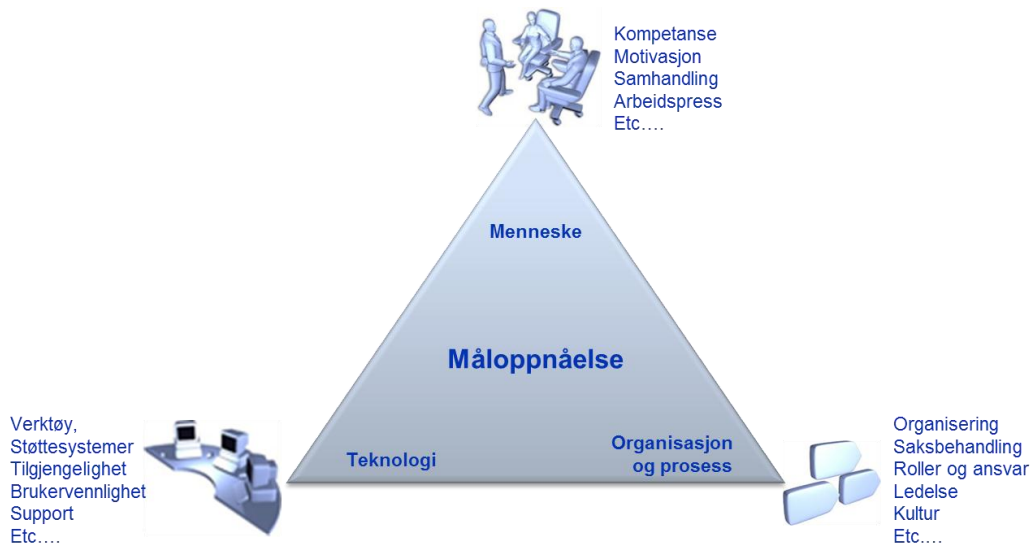 Kompetanse
Motivasjon
Samhandling
Arbeidspress
Etc….
Menneske
Måloppnåelse
Verktøy,
Støttesystemer
Tilgjengelighet
Brukervennlighet
Support
Etc….
Teknologi
Organisasjon
og prosess
Organisering
Saksbehandling
Roller og ansvar
Ledelse
Kultur
Etc….